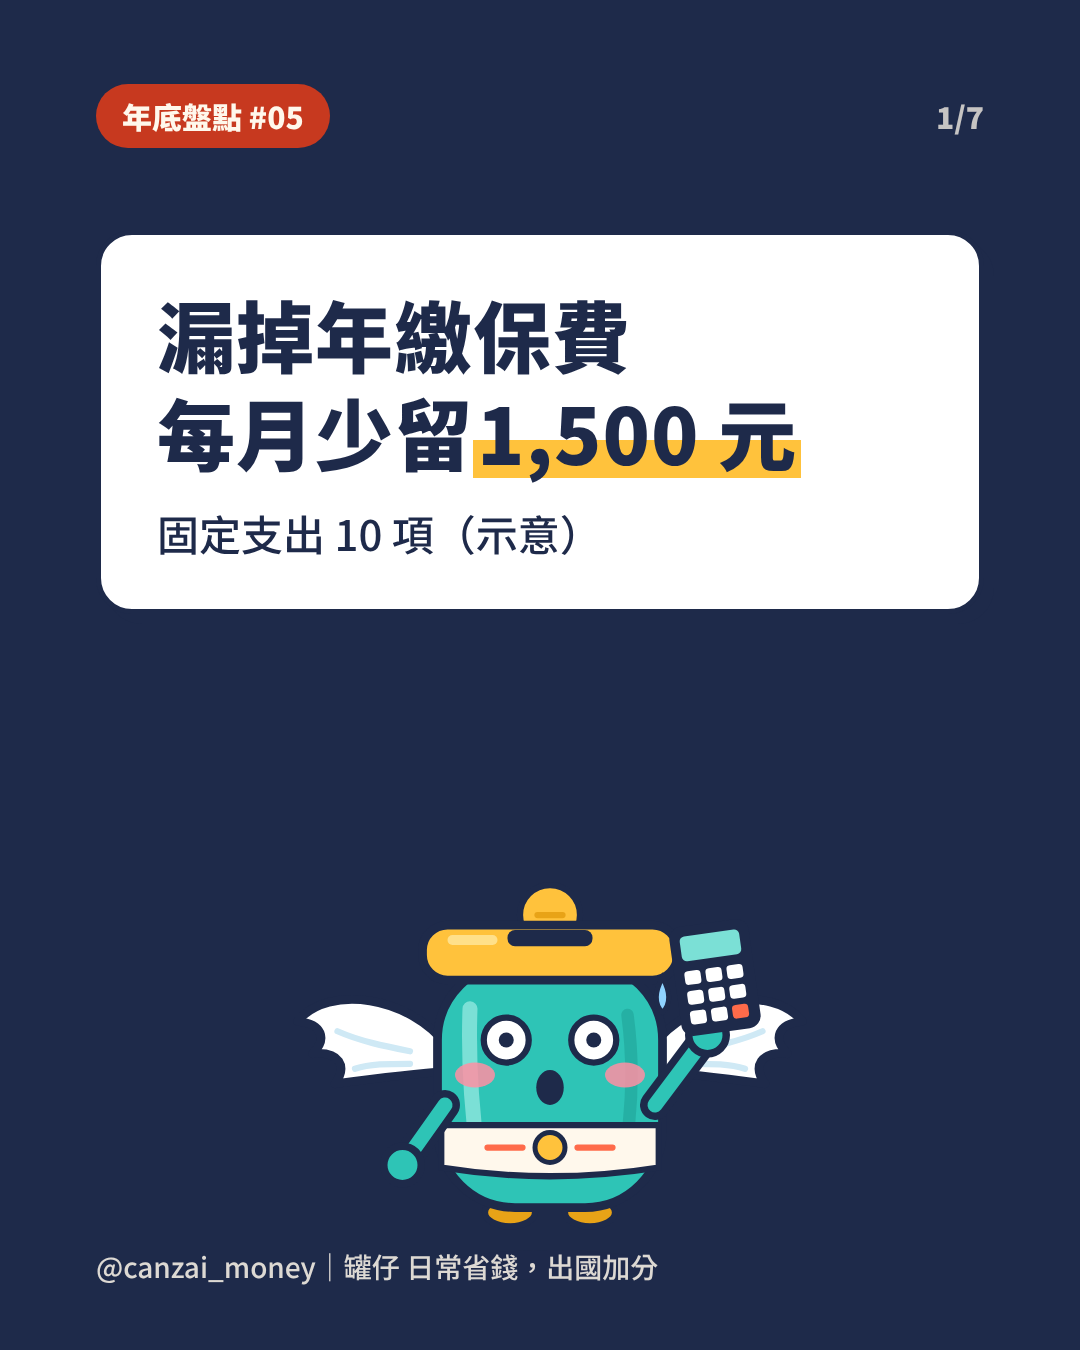 年底盤點 #05
1/7
漏掉年繳保費
每月少留1,500 元
固定支出 10 項（示意）
@canzai_money｜罐仔 日常省錢，出國加分